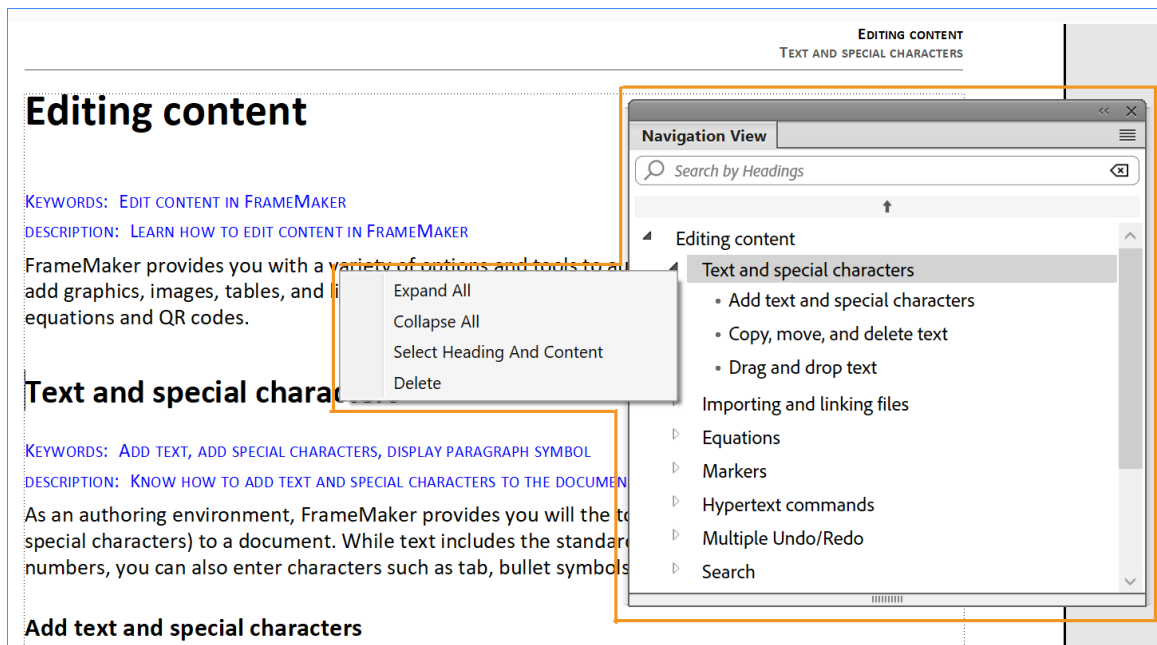 EDITING CONTENT
TEXT AND SPECIAL CHARACTERS
Editing content
KEYWORDS: EDIT CONTENT IN FRAMEMAKER
DESCRIPTION: LEARN HOW TO EDIT CONTENT IN FRAMEMAKER
FrameMaker provides you with a variety of options and tools to
add graphics, images, tables, and
equations and QR codes.
Text and special
KEYWORDS: ADD TEXT, ADD SPECIAL CHARACTERS, DISPLAY PARAGRAPH SYMBOL
DESCRIPTION: KNOW HOW TO ADD TEXT AND SPECIAL CHARACTERS TO THE
As an authoring environment, FrameMaker provides you will the
special characters) to a document. While text includes the
numbers, you can also enter characters such as tab, bullet symbols
Add text and special characters
Expand All
Collapse All
Select Heading And Content
Delete
Navigation View
Search by Headings
Editing content
Text and special characters
• Add text and special characters
• Copy, move, and delete text
• Drag and drop text
Importing and linking files
Equations
Markers
Hypertext commands
Multiple Undo/Redo
Search